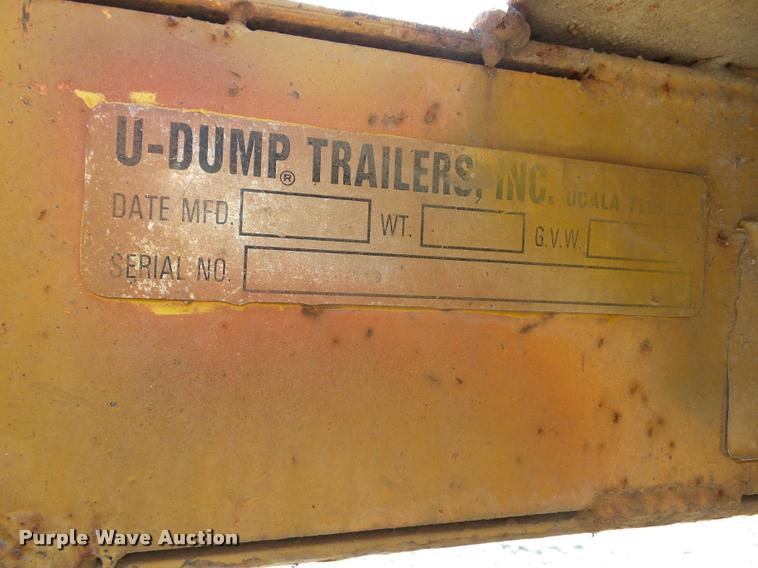 U-DUMP® TRAILERS, INC. OCALA
DATE MFD. WT. G.V.W.
SERIAL NO.
Purple Wave Auction